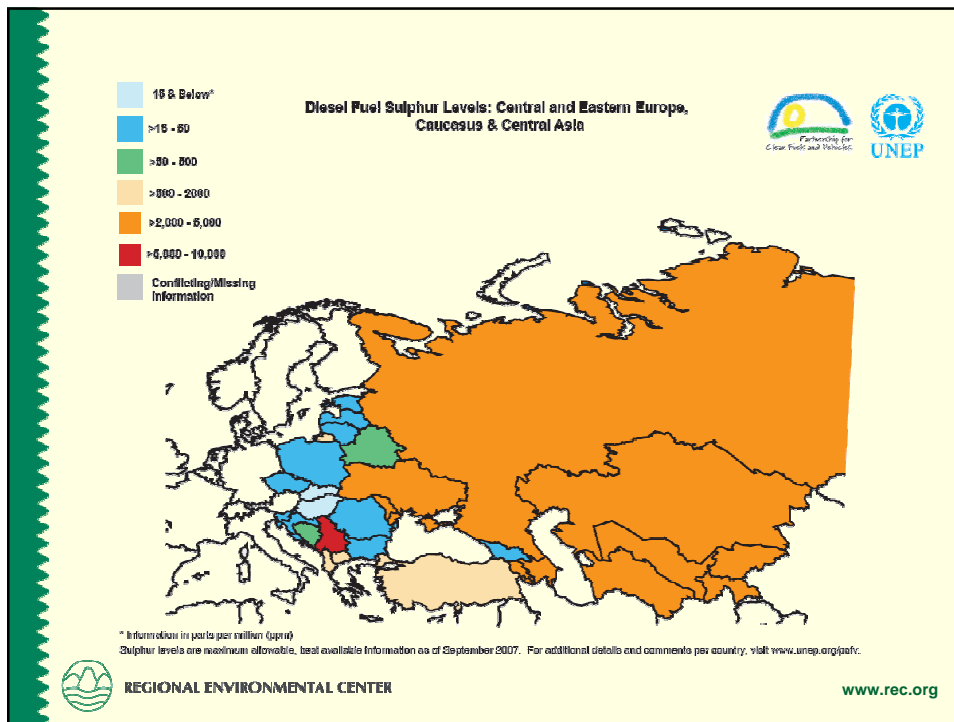 15 & Below*
>15 - 50
>50 - 500
>500 - 2000
>2,000 - 5,000
>5,000 - 10,000
Conflicting/Missing
Information
Diesel Fuel Sulphur Levels: Central and Eastern Europe,
Caucasus & Central Asia
Partnership for
Clean Fuels and Vehicles
UNEP
* Information in parts per million (ppm)
Sulphur levels are maximum allowable, best available information as of September 2007. For additional details and comments per country, visit www.unep.org/pcfv.
REGIONAL ENVIRONMENTAL CENTER
www.rec.org